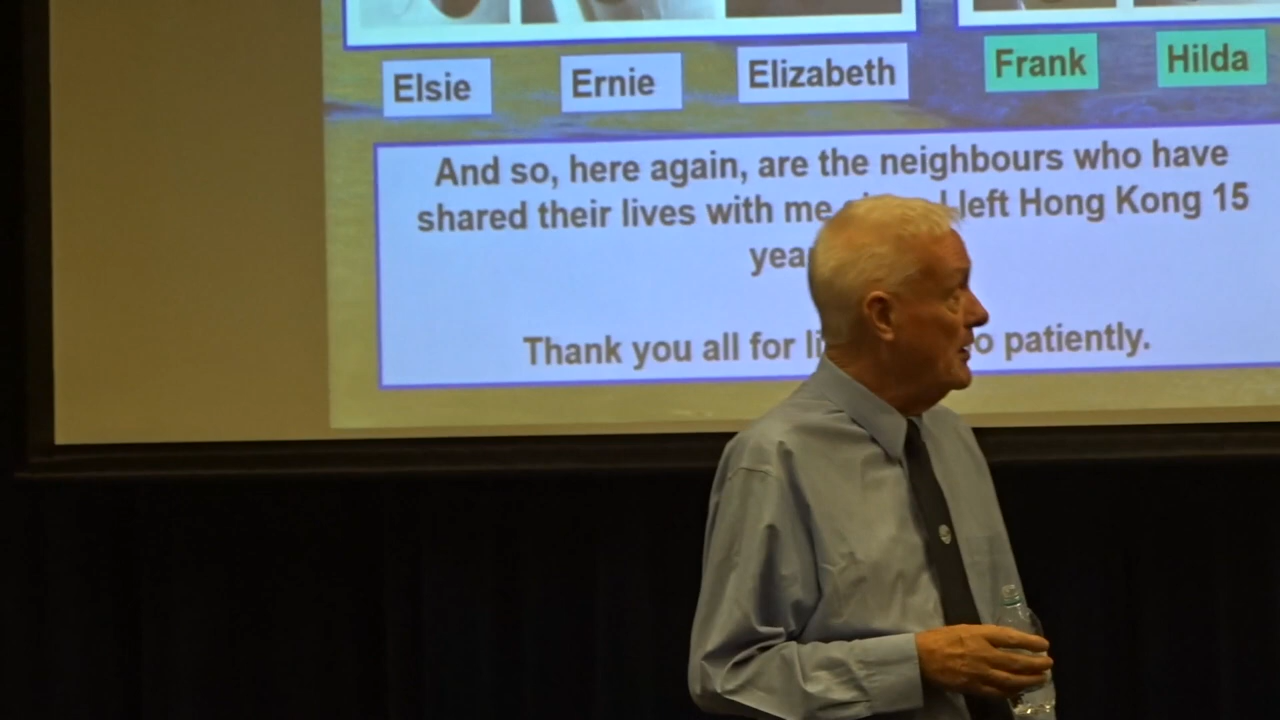 Elsie Ernie Elizabeth Frank Hilda
And so, here again, are the neighbours who have
shared their lives with me left Hong Kong 15
Thank you all for patiently.